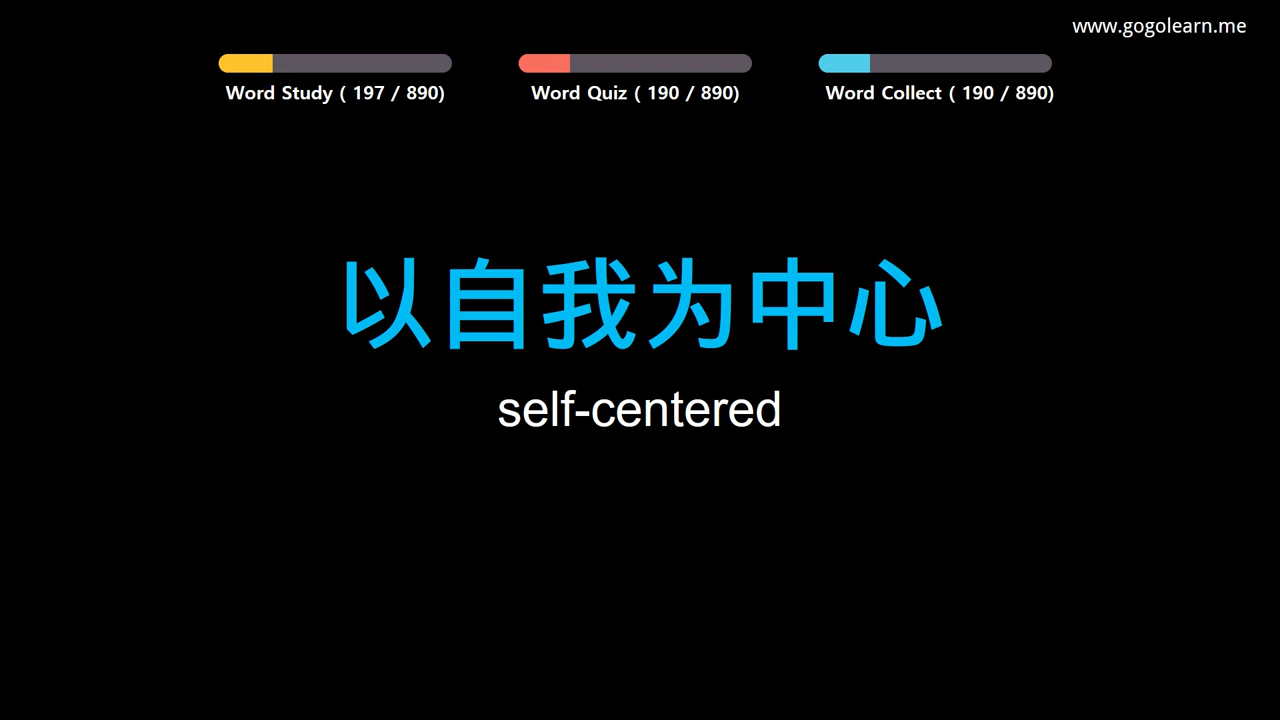 www.gogolearn.me
Word Study ( 197 / 890)
Word Quiz ( 190 / 890)
Word Collect ( 190 / 890)
以自我为中心
self-centered